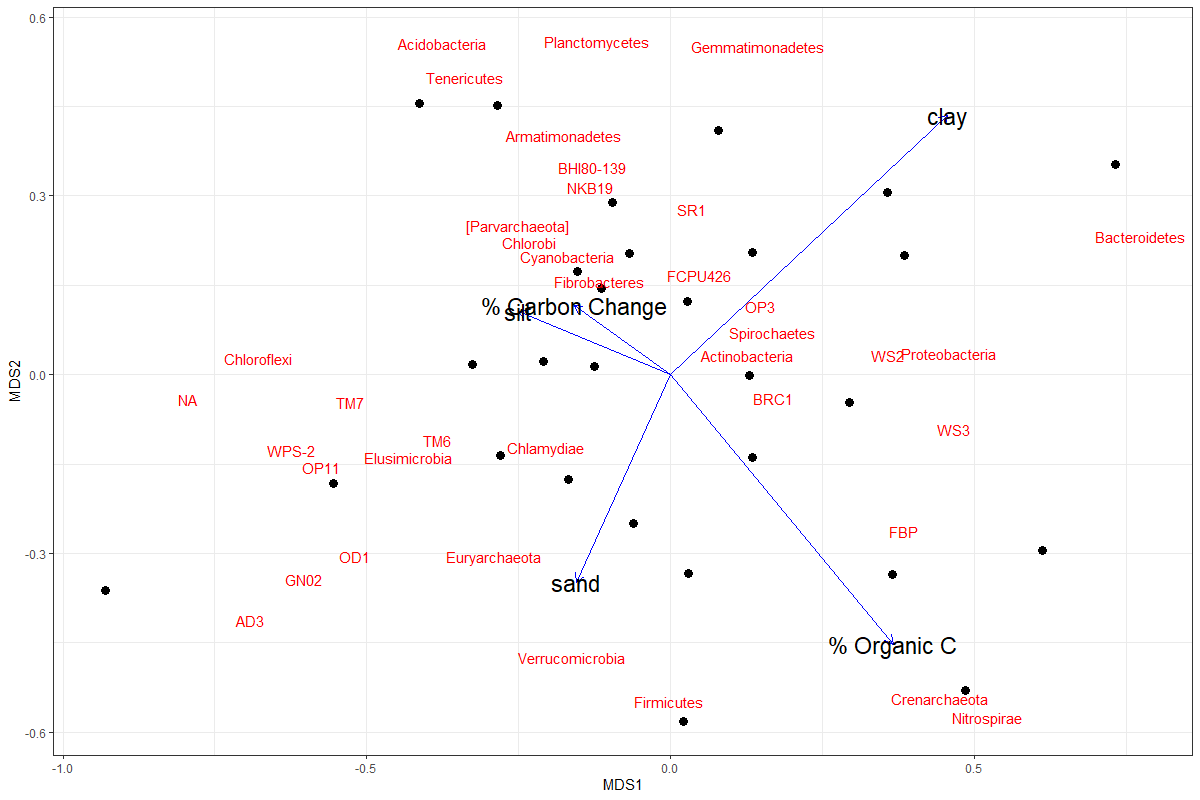 0.6
Acidobacteria
Planctomycetes
Gemmatimonadetes
Tenericutes
clay
Armatimonadetes
BHI80-139
NKB19
0.3
SR1
[Parvarchaeota]
Bacteroidetes
Chlorobi
Cyanobacteria
FCPU426
Fibrobacteres
% Carbon Change
OP3
silt
Spirochaetes
Chloroflexi
Actinobacteria
WS2
Proteobacteria
0.0
MDS2
NA
TM7
BRC1
WS3
TM6
Chlamydiae
WPS-2
Elusimicrobia
OP11
FBP
-0.3
OD1
Euryarchaeota
GN02
sand
AD3
% Organic C
Verrucomicrobia
Firmicutes
Crenarchaeota
Nitrospirae
-0.6
-1.0
-0.5
0.0
0.5
MDS1